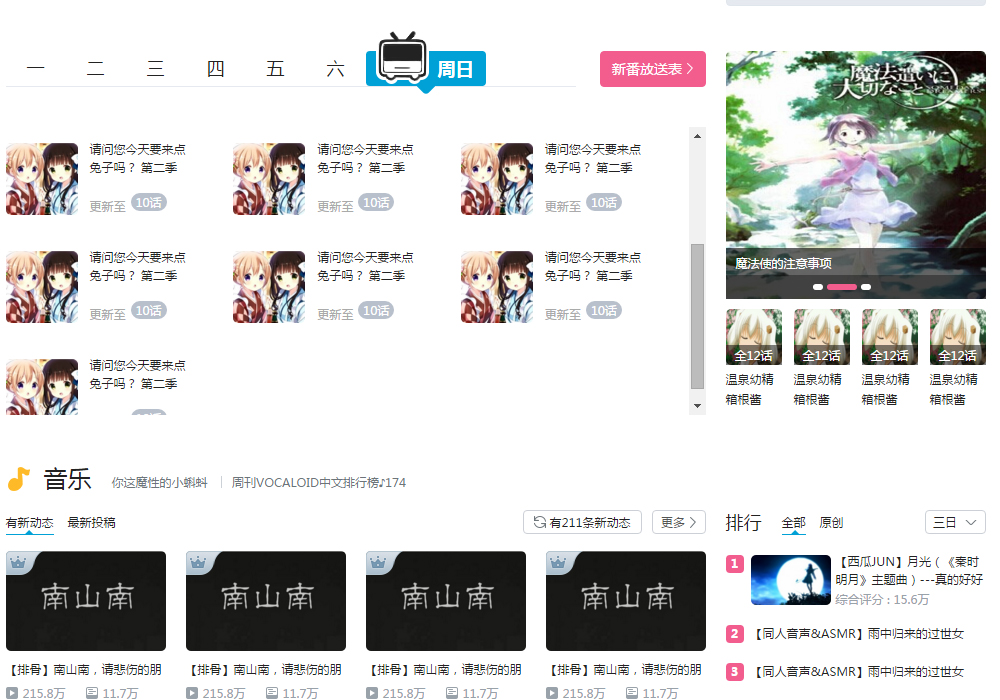 一 二 三 四 五 六 周日
新番放送表
请问您今天要来点 请问您今天要来点 请问您今天要来点
兔子吗？ 第二季 兔子吗？ 第二季 兔子吗？ 第二季
更新至 10话 更新至 10话 更新至 10话
请问您今天要来点 请问您今天要来点 请问您今天要来点
兔子吗？ 第二季 兔子吗？ 第二季 兔子吗？ 第二季
更新至 10话 更新至 10话 更新至 10话
请问您今天要来点
兔子吗？ 第二季
魔法遣いに
大切なこと
魔法使的注意事项
全12话 全12话 全12话 全12话
温泉幼精 温泉幼精 温泉幼精 温泉幼精
箱根酱 箱根酱 箱根酱 箱根酱
音乐 你这魔性的小蝌蚪 周刊VOCALOID中文排行榜♪174
有新动态 最新投稿 有211条新动态 更多
南山南 南山南 南山南 南山南
【排骨】南山南，请悲伤的朋 【排骨】南山南，请悲伤的朋 【排骨】南山南，请悲伤的朋 【排骨】南山南，请悲伤的朋
215.8万 11.7万 215.8万 11.7万 215.8万 11.7万 215.8万 11.7万
排行 全部 原创 三日
1 【西瓜JUN】月光（《秦时
明月》主题曲）---真的好好
综合评分 : 15.6万
2 【同人音声&ASMR】雨中归来的过世女
3 【同人音声&ASMR】雨中归来的过世女